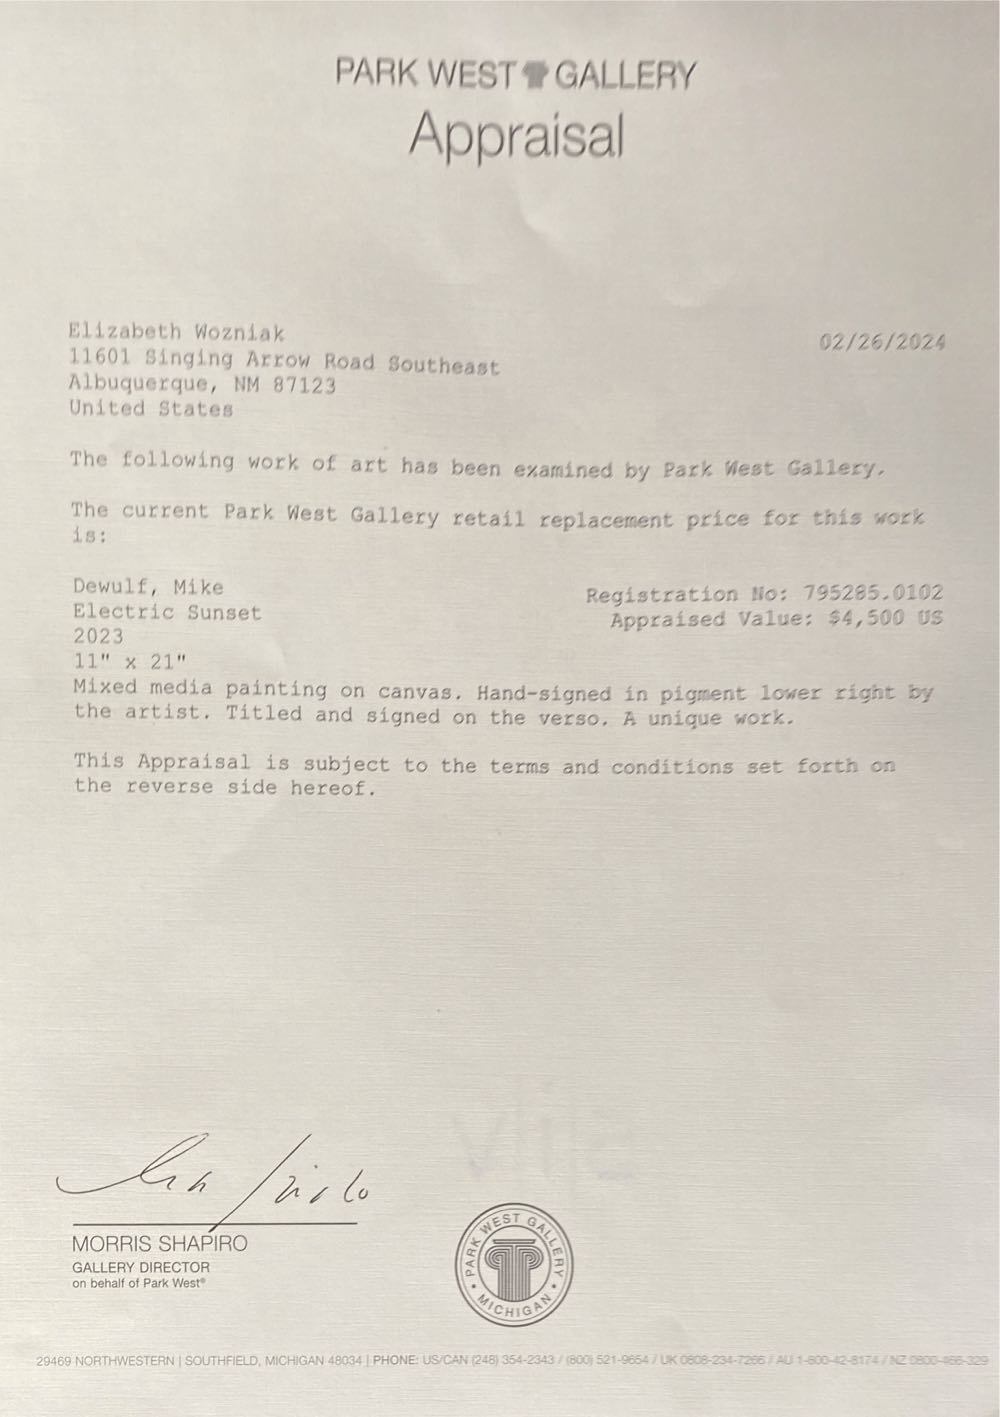 PARK WEST GALLERY
Appraisal
Elizabeth Wozniak
11601 Singing Arrow Road Southeast
Albuquerque, NM 87123
United States
02/26/2024
The following work of art has been examined by Park West Gallery.
The current Park West Gallery retail replacement price for this work
is:
Dewulf, Mike
Electric Sunset
2023
11" x 21"
Registration No: 795285.0102
Appraised Value: $4,500 US
Mixed media painting on canvas. Hand-signed in pigment lower right by
the artist. Titled and signed on the verso. A unique work.
This Appraisal is subject to the terms and conditions set forth on
the reverse side hereof.
MORRIS SHAPIRO
GALLERY DIRECTOR
on behalf of Park West®
PARK WEST GALLERY
MICHIGAN
29469 NORTHWESTERN | SOUTHFIELD, MICHIGAN 48034 | PHONE: US/CAN (248) 354-2343 / (800) 521-9654 / UK 0808-234-7266 / AU 1-800-42-8174 / NZ 0800-466-329